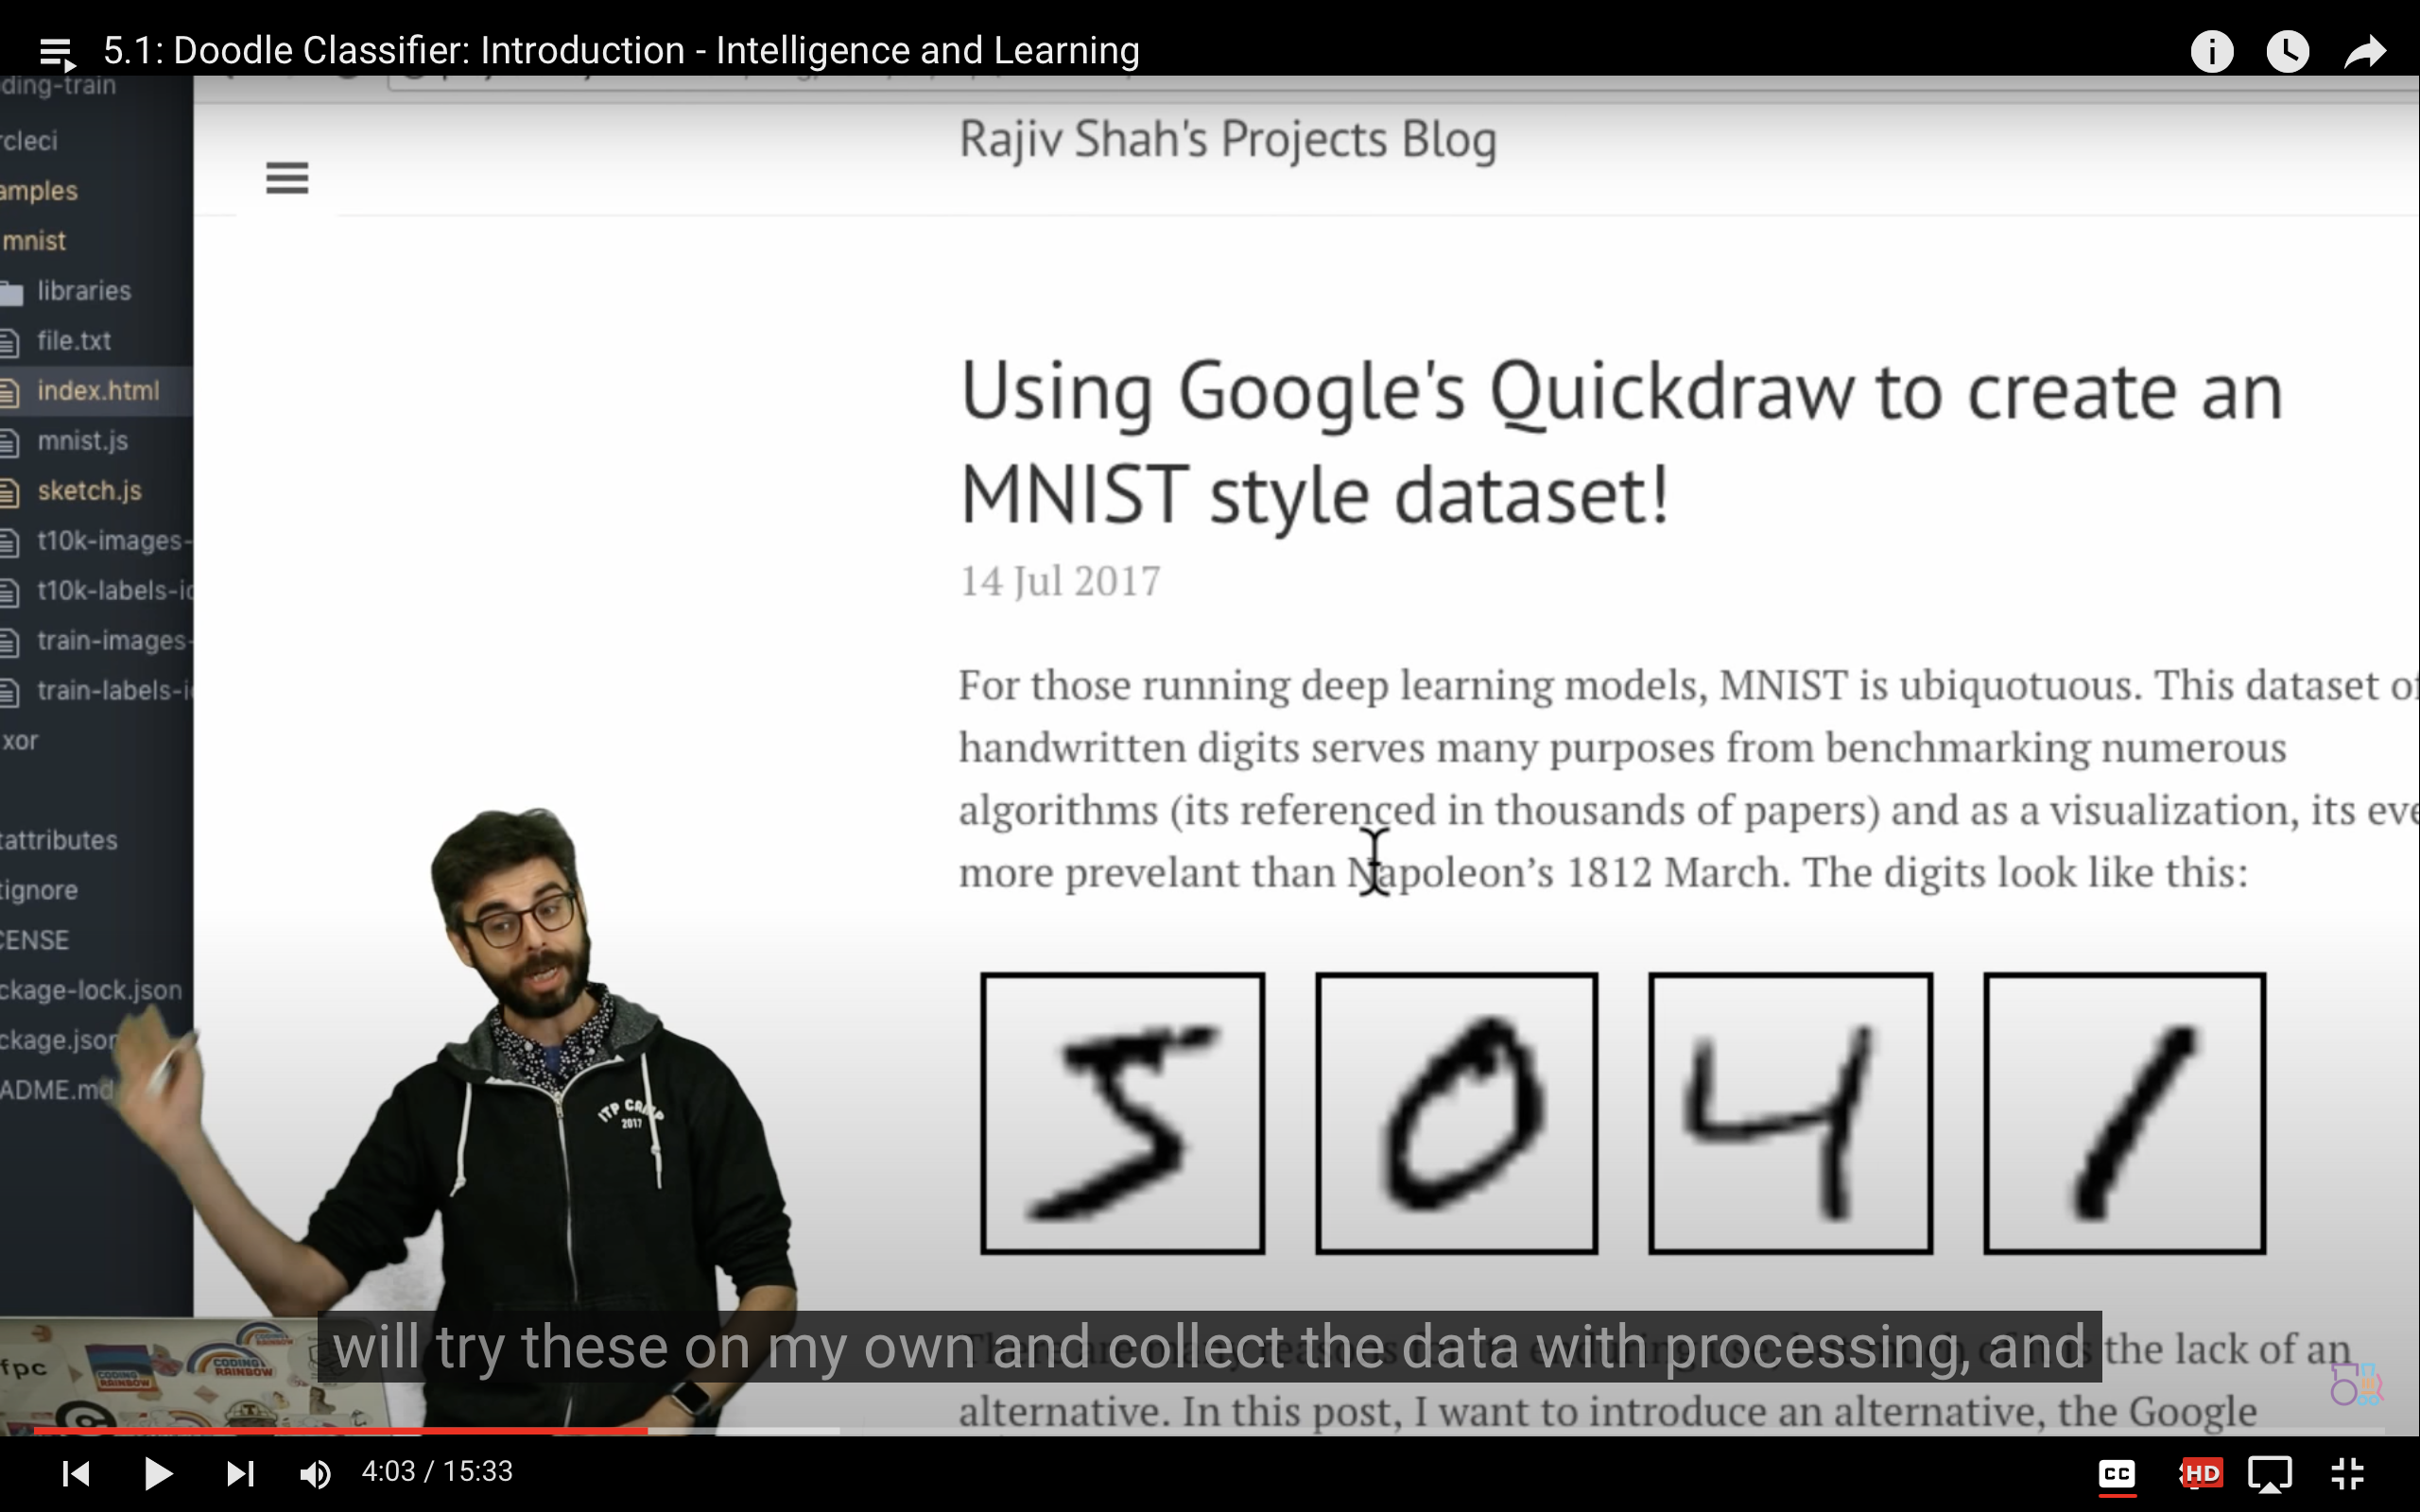 5.1: Doodle Classifier: Introduction - Intelligence and Learning
ding-train
rcleci
amples
mnist
libraries
file.txt
index.html
mnist.js
sketch.js
t10k-images-
t10k-labels-id
train-images-
train-labels-i
xor
tattributes
tignore
CENSE
ckage-lock.json
ckage.json
ADME.md
Rajiv Shah's Projects Blog
Using Google's Quickdraw to create an
MNIST style dataset!
14 Jul 2017
For those running deep learning models, MNIST is ubiquotuous. This dataset of
handwritten digits serves many purposes from benchmarking numerous
algorithms (its referenced in thousands of papers) and as a visualization, its eve
more prevelant than Napoleon's 1812 March. The digits look like this:
5 0 4 1
ITP CAMP
2017
the lack of an
alternative. In this post, I want to introduce an alternative, the Google
will try these on my own and collect the data with processing, and
fpc
CODING RAINBOW
CODING RAINBOW
4:03 / 15:33
CC
HD